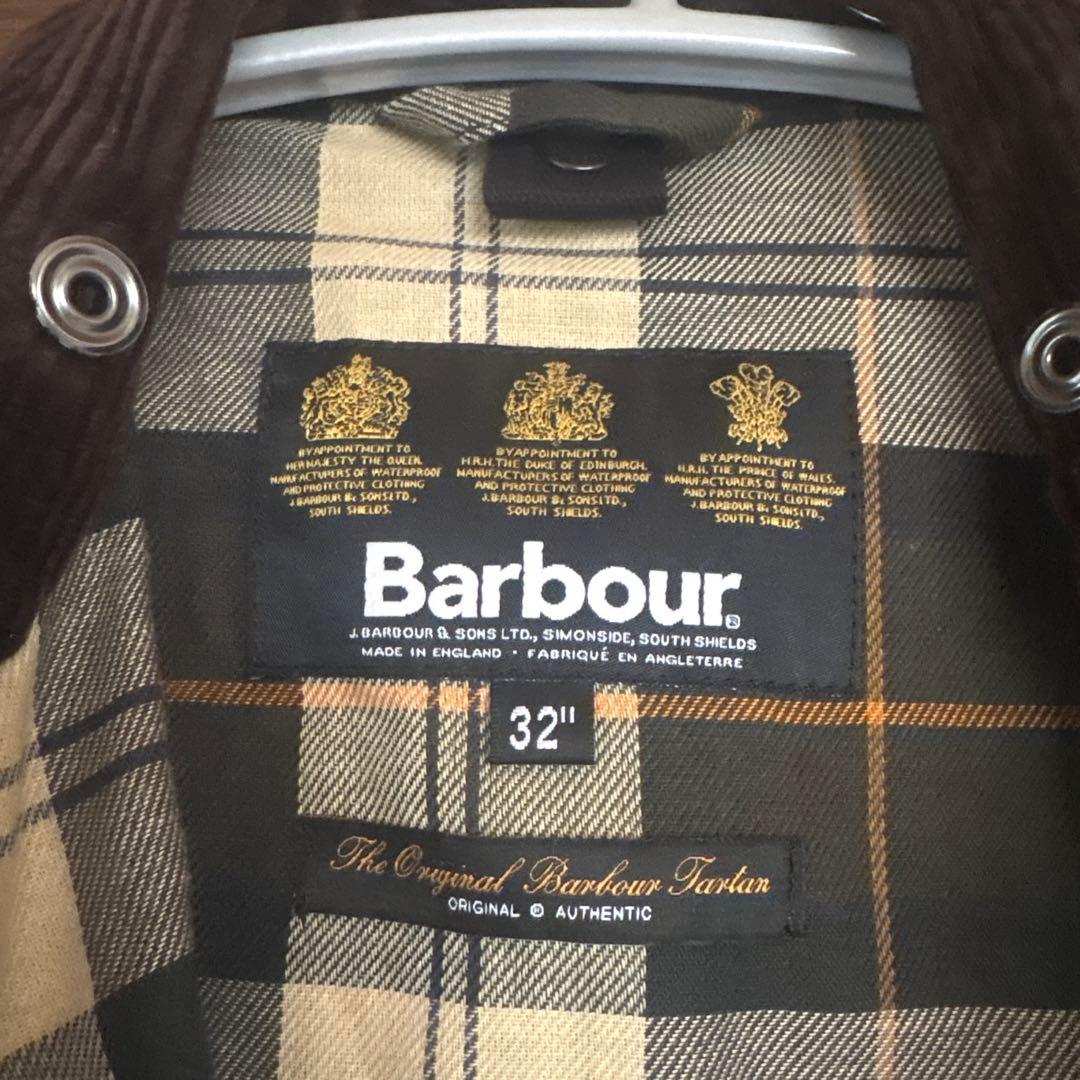 BY APPOINTMENT TO
HER MAJESTY THE QUEEN.
MANUFACTURERS OF WATERPROOF
AND PROTECTIVE CLOTHING
J.BARBOUR & SONS LTD.,
SOUTH SHIELDS.
BY APPOINTMENT TO
H.R.H. THE DUKE OF EDINBURGH.
MANUFACTURERS OF WATERPROOF
AND PROTECTIVE CLOTHING
J.BARBOUR & SONS LTD.,
SOUTH SHIELDS.
BY APPOINTMENT TO
H.R.H. THE PRINCE OF WALES.
MANUFACTURERS OF WATERPROOF
AND PROTECTIVE CLOTHING
J.BARBOUR & SONS LTD.,
SOUTH SHIELDS.
Barbour®
J. BARBOUR & SONS LTD., SIMONSIDE, SOUTH SHIELDS
MADE IN ENGLAND · FABRIQUÉ EN ANGLETERRE
32"
The Original Barbour Tartan
ORIGINAL ® AUTHENTIC